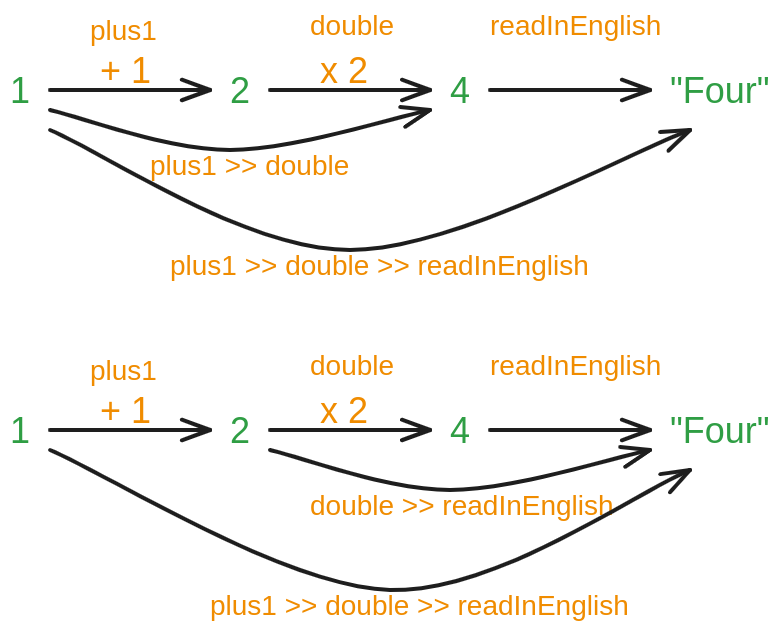 plus1 double readInEnglish
+ 1 x 2
1 2 4 "Four"
plus1 >> double
plus1 >> double >> readInEnglish
plus1 double readInEnglish
+ 1 x 2
1 2 4 "Four"
double >> readInEnglish
plus1 >> double >> readInEnglish